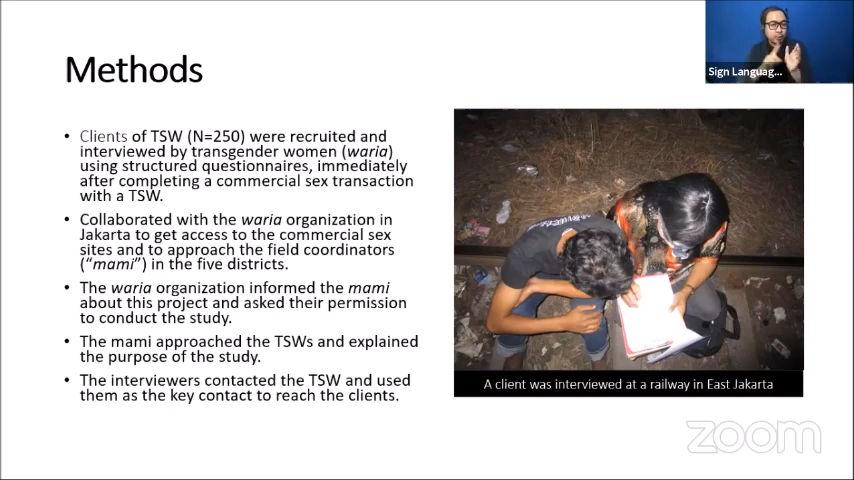 Methods
Sign Languag...
• Clients of TSW (N=250) were recruited and
interviewed by transgender women (waria)
using structured questionnaires, immediately
after completing a commercial sex transaction
with a TSW.
• Collaborated with the waria organization in
Jakarta to get access to the commercial sex
sites and to approach the field coordinators
(“mami”) in the five districts.
• The waria organization informed the mami
about this project and asked their permission
to conduct the study.
• The mami approached the TSWs and explained
the purpose of the study.
• The interviewers contacted the TSW and used
them as the key contact to reach the clients.
A client was interviewed at a railway in East Jakarta
zoom